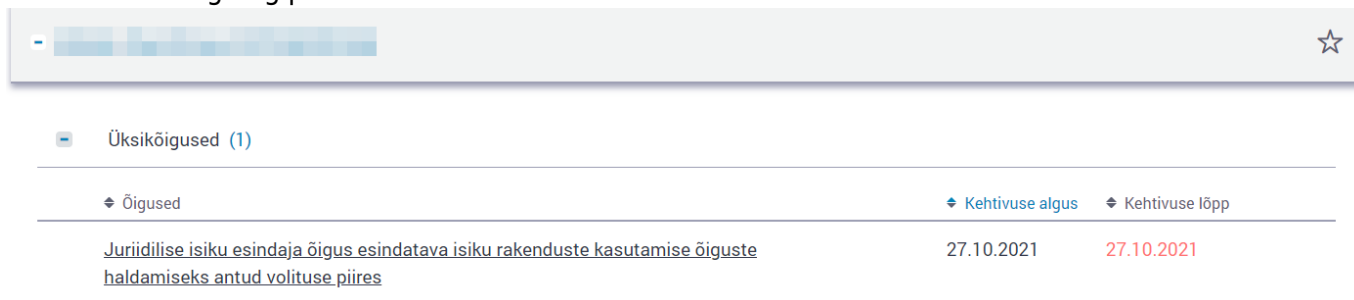 Üksikõigused (1)
Õigused Kehtivuse algus Kehtivuse lõpp
Juriidilise isiku esindaja õigus esindatava isiku rakenduste kasutamise õiguste 27.10.2021 27.10.2021
haldamiseks antud volituse piires